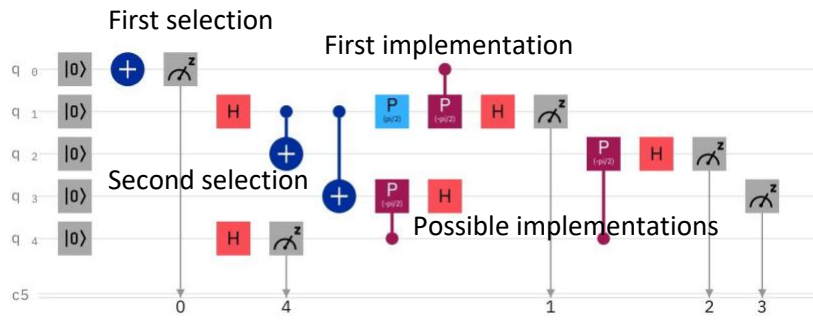 First selection
First implementation
q 0 |0⟩ + z
q 1 |0⟩ H P (pi/2) P (-pi/2) H z
q 2 |0⟩ + P (-pi/2) H z
Second selection
q 3 |0⟩ + P (-pi/2) H z
Possible implementations
q 4 |0⟩ H z
c5 0 4 1 2 3